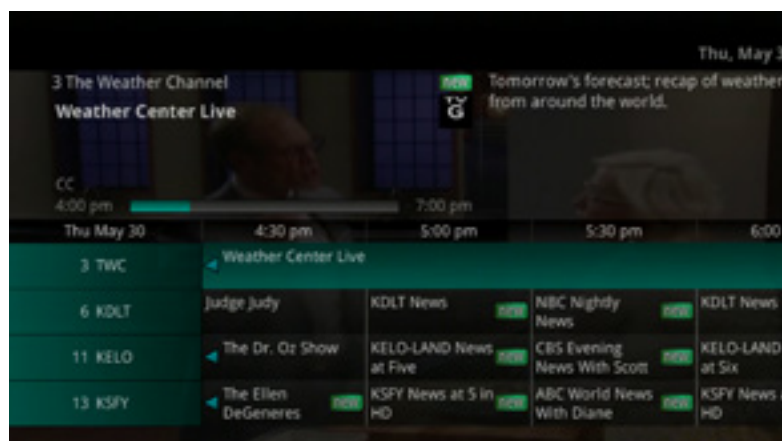 Thu, May 3
3 The Weather Channel
new
Tomorrow's forecast; recap of weather
Weather Center Live
TV
G
from around the world.
CC
4:00 pm
7:00 pm
Thu May 30
4:30 pm
5:00 pm
5:30 pm
6:00
3 TWC
Weather Center Live
6 KDLT
Judge Judy
KDLT News
new
NBC Nightly
News
new
KDLT News
11 KELO
The Dr. Oz Show
KELO-LAND News
at Five
new
CBS Evening
News With Scott
new
KELO-LAND
at Six
13 KSFY
The Ellen
DeGeneres
new
KSFY News at 5 in
HD
new
ABC World News
With Diane
new
KSFY News
HD